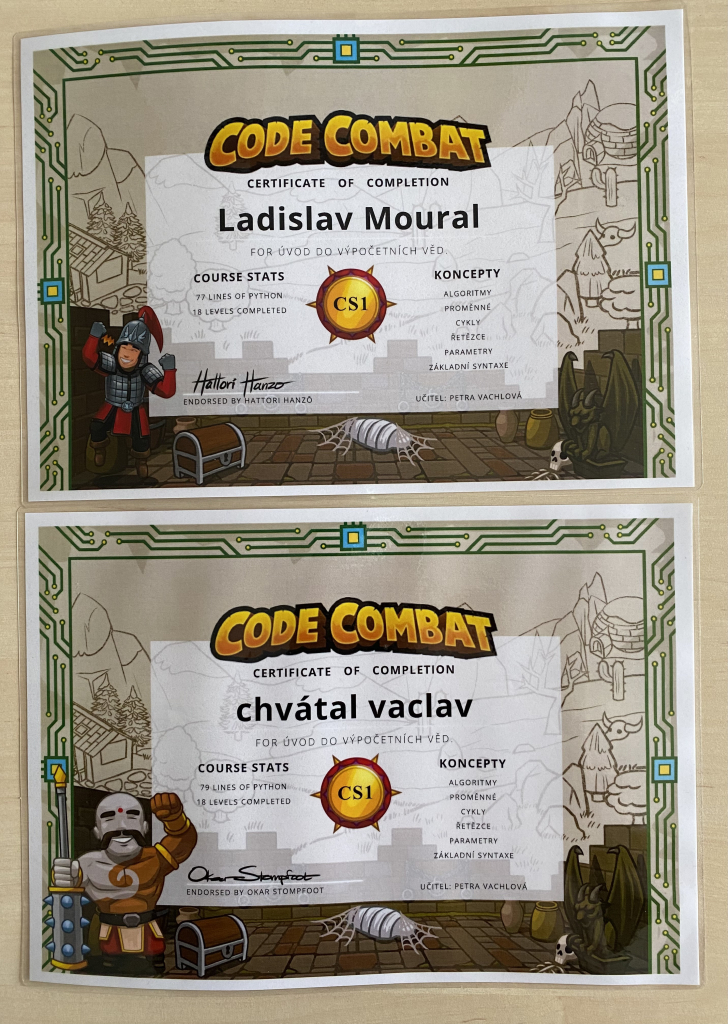 CODE COMBAT
CERTIFICATE OF COMPLETION
Ladislav Moural
FOR ÚVOD DO VÝPOČETNÍCH VĚD.
COURSE STATS
77 LINES OF PYTHON
18 LEVELS COMPLETED
CS1
KONCEPTY
ALGORITMY
PROMĚNNÉ
CYKLY
ŘETĚZCE
PARAMETRY
ZÁKLADNÍ SYNTAXE
Hattori Hanzo
ENDORSED BY HATTORI HANZŌ
UČITEL: PETRA VACHLOVÁ
CODE COMBAT
CERTIFICATE OF COMPLETION
chvátal vaclav
FOR ÚVOD DO VÝPOČETNÍCH VĚD.
COURSE STATS
79 LINES OF PYTHON
18 LEVELS COMPLETED
CS1
KONCEPTY
ALGORITMY
PROMĚNNÉ
CYKLY
ŘETĚZCE
PARAMETRY
ZÁKLADNÍ SYNTAXE
Okar Stompfoot
ENDORSED BY OKAR STOMPFOOT
UČITEL: PETRA VACHLOVÁ